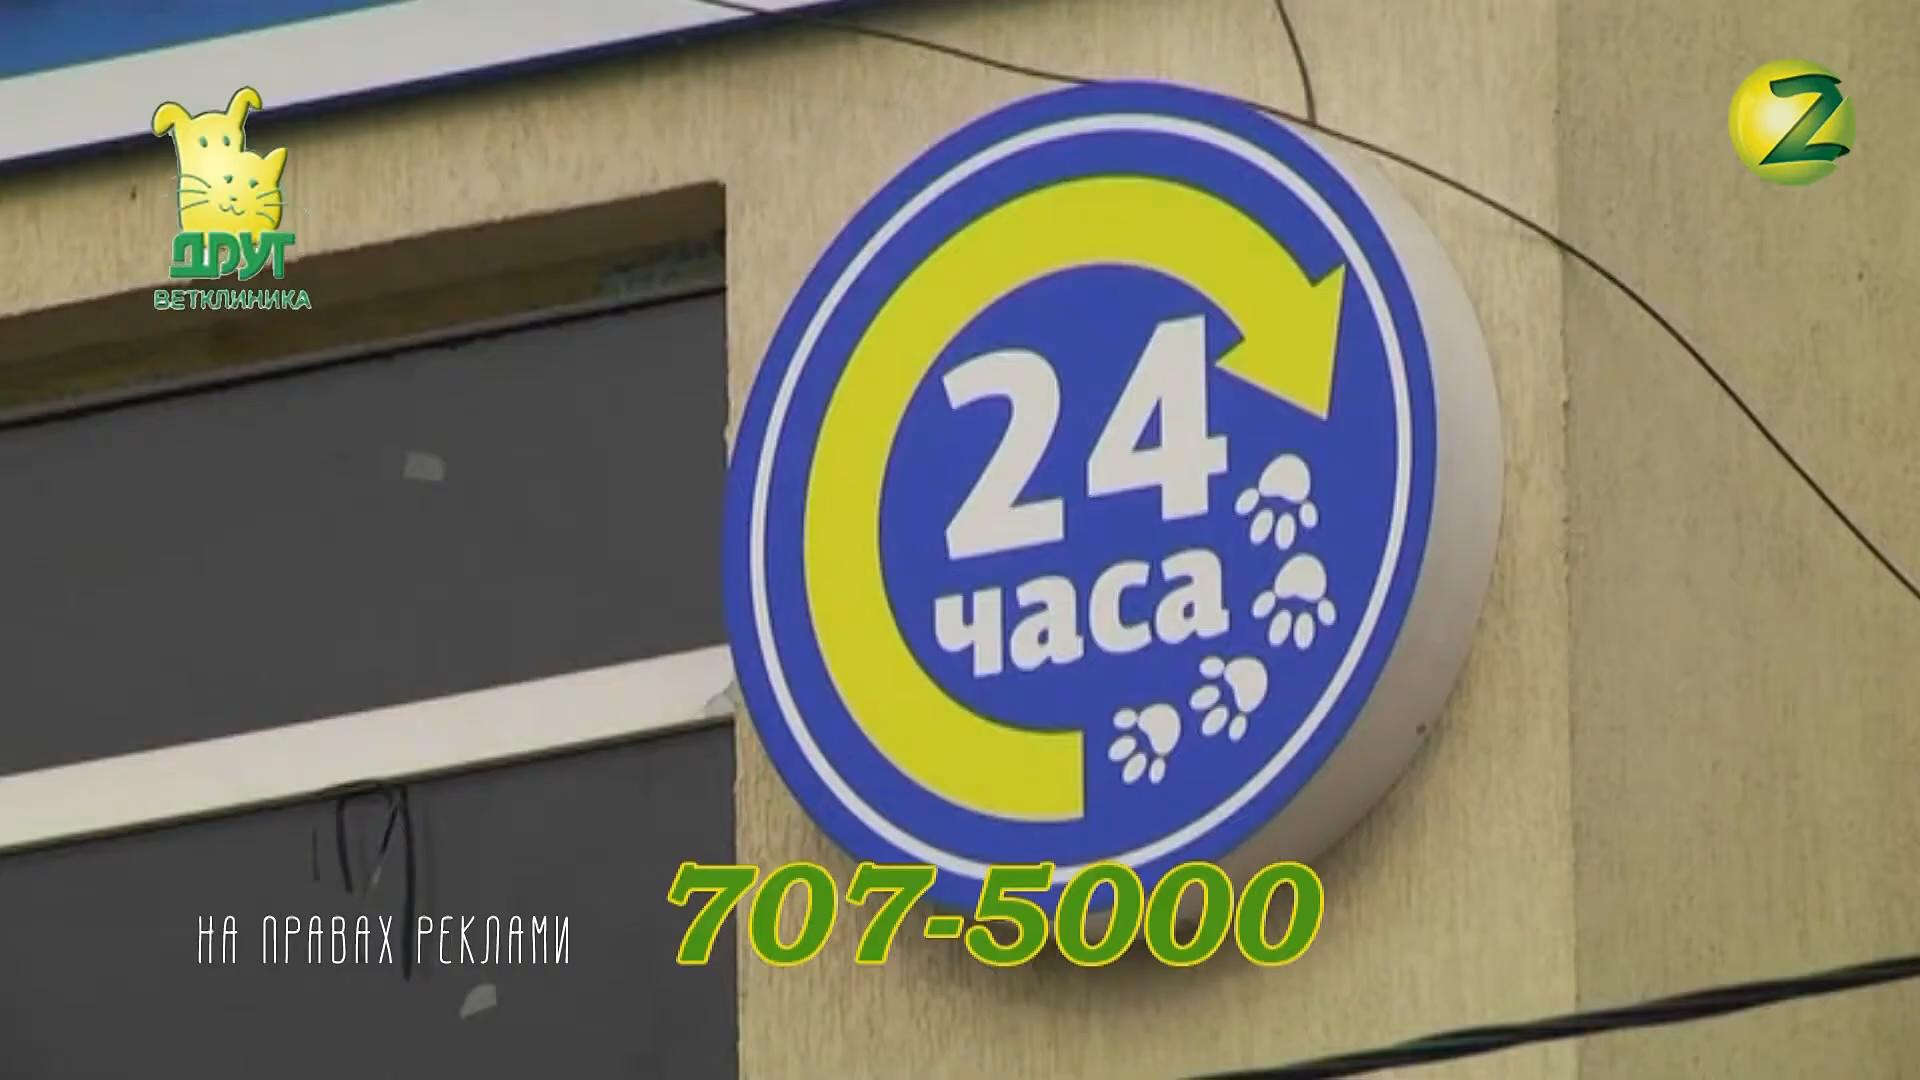 ДРУГ
ВЕТКЛИНИКА
Z
24
часа
707-5000
НА ПРАВАХ РЕКЛАМИ